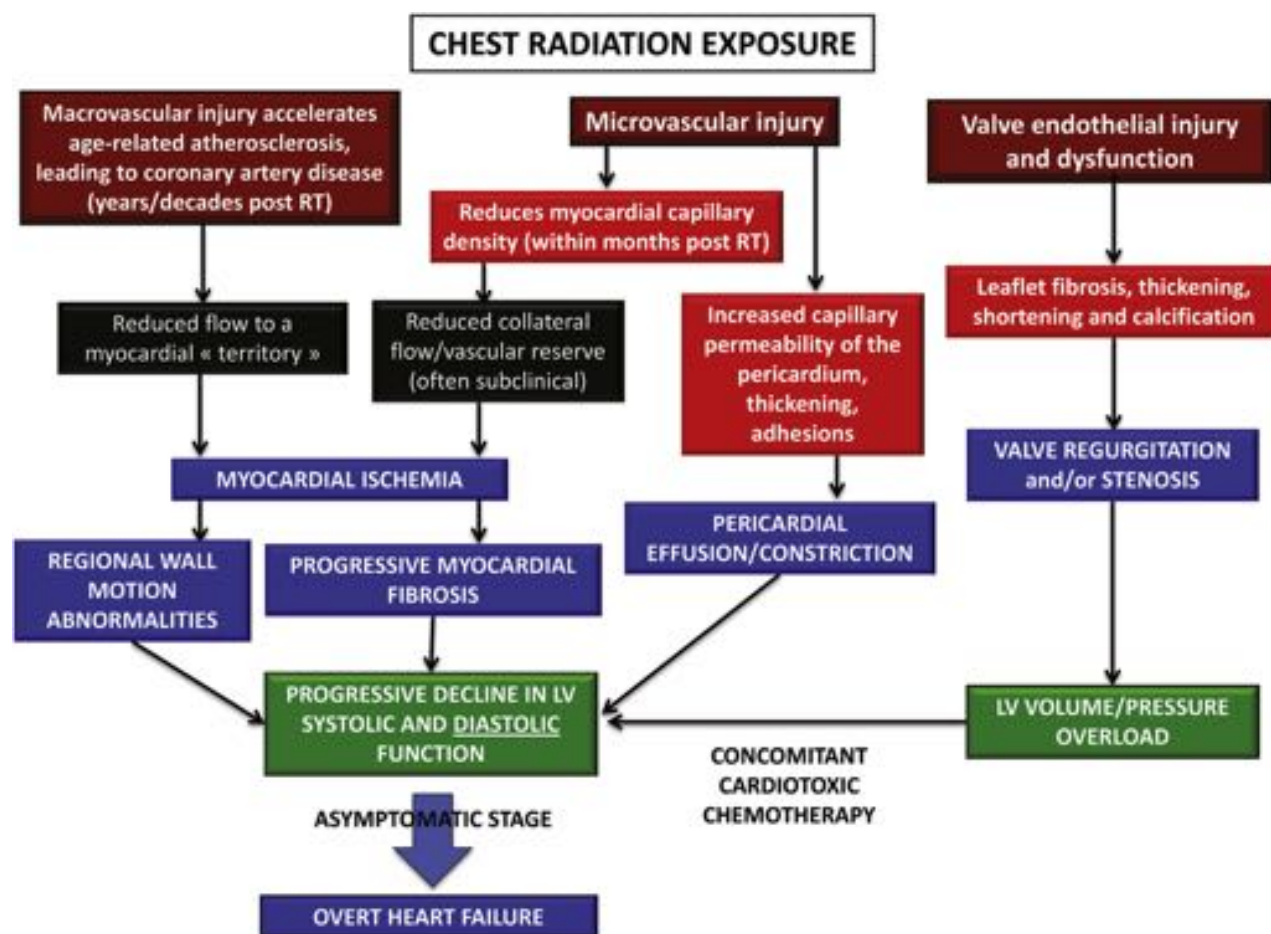 CHEST RADIATION EXPOSURE
Macrovascular injury accelerates
age-related atherosclerosis,
leading to coronary artery disease
(years/decades post RT)
Microvascular injury
Valve endothelial injury
and dysfunction
Reduces myocardial capillary
density (within months post RT)
Leaflet fibrosis, thickening,
shortening and calcification
Reduced flow to a
myocardial « territory »
Reduced collateral
flow/vascular reserve
(often subclinical)
Increased capillary
permeability of the
pericardium,
thickening,
adhesions
MYOCARDIAL ISCHEMIA
VALVE REGURGITATION
and/or STENOSIS
REGIONAL WALL
MOTION
ABNORMALITIES
PROGRESSIVE MYOCARDIAL
FIBROSIS
PERICARDIAL
EFFUSION/CONSTRICTION
PROGRESSIVE DECLINE IN LV
SYSTOLIC AND DIASTOLIC
FUNCTION
LV VOLUME/PRESSURE
OVERLOAD
CONCOMITANT
CARDIOTOXIC
CHEMOTHERAPY
ASYMPTOMATIC STAGE
OVERT HEART FAILURE